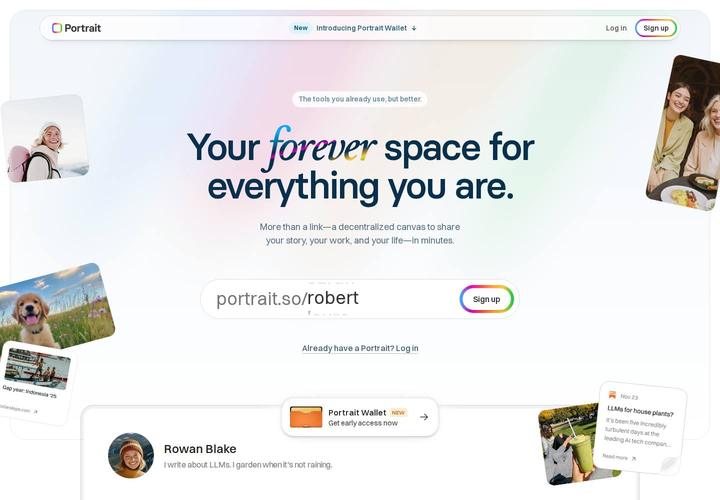 Portrait
New Introducing Portrait Wallet ↓
Log in
Sign up
The tools you already use, but better.
Your forever space for
everything you are.
More than a link—a decentralized canvas to share
your story, your work, and your life—in minutes.
portrait.so/robert
Sign up
Already have a Portrait? Log in
Gap year: Indonesia '25
Portrait Wallet NEW
Get early access now
Rowan Blake
I write about LLMs. I garden when it's not raining.
Nov 23
LLMs for house plants?
It's been five incredibly
turbulent days at the
leading AI tech compan...
Read more